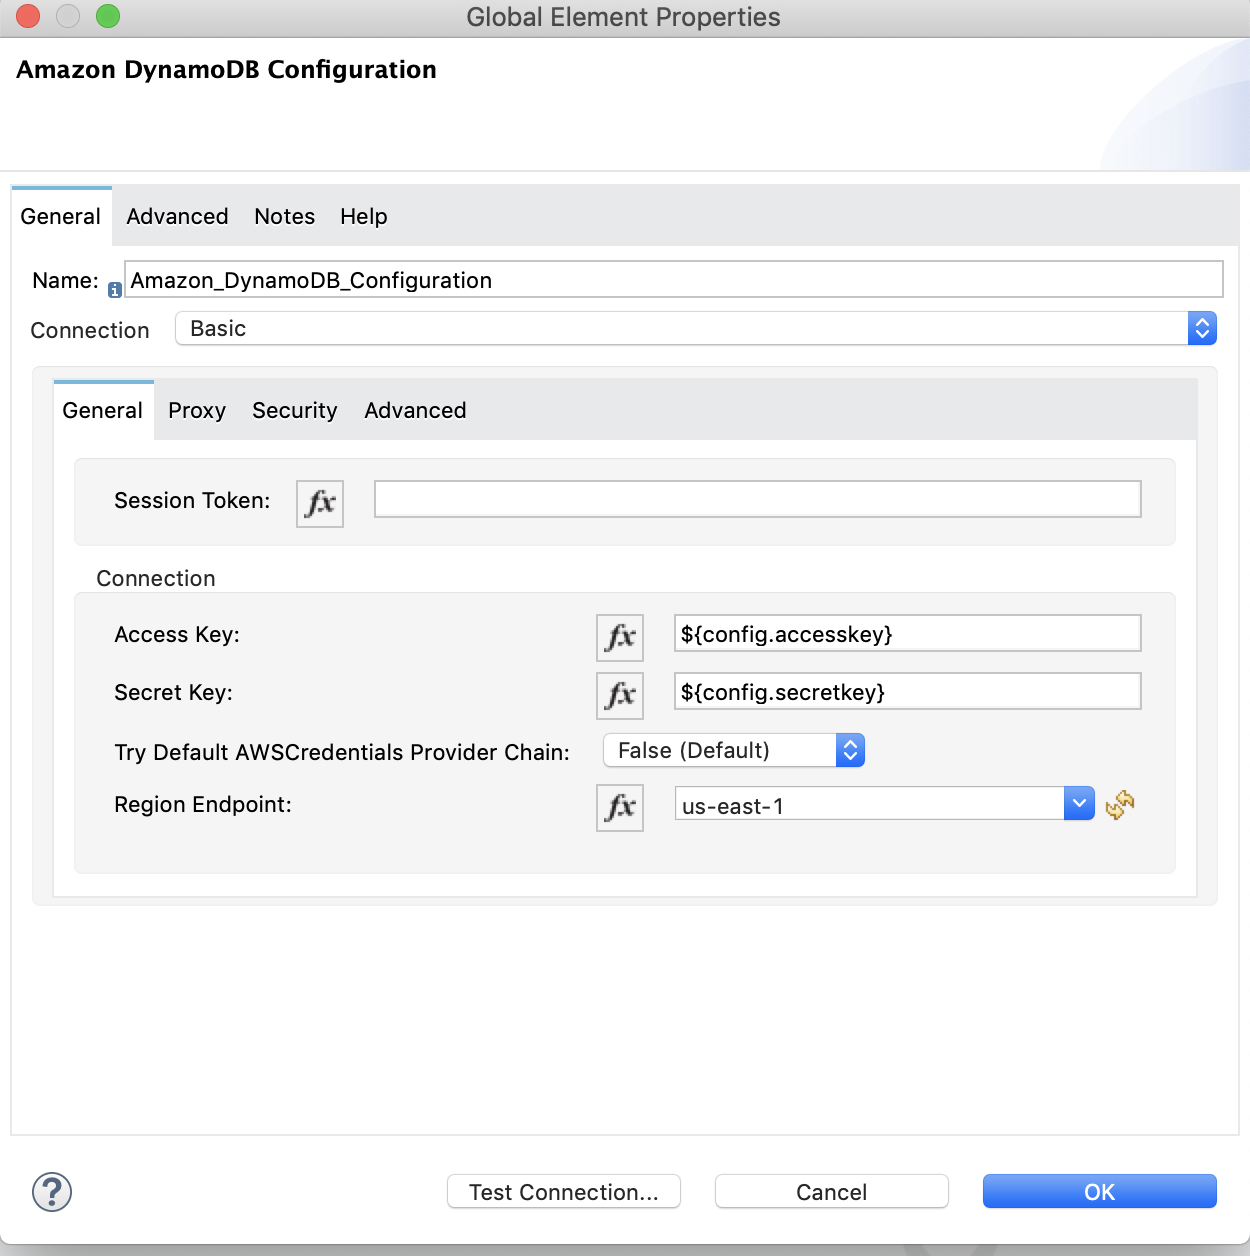 Global Element Properties
Amazon DynamoDB Configuration
General Advanced Notes Help
Name: Amazon_DynamoDB_Configuration
Connection Basic
General Proxy Security Advanced
Session Token: fx
Connection
Access Key: fx ${config.accesskey}
Secret Key: fx ${config.secretkey}
Try Default AWSCredentials Provider Chain: False (Default)
Region Endpoint: fx us-east-1
? Test Connection... Cancel OK